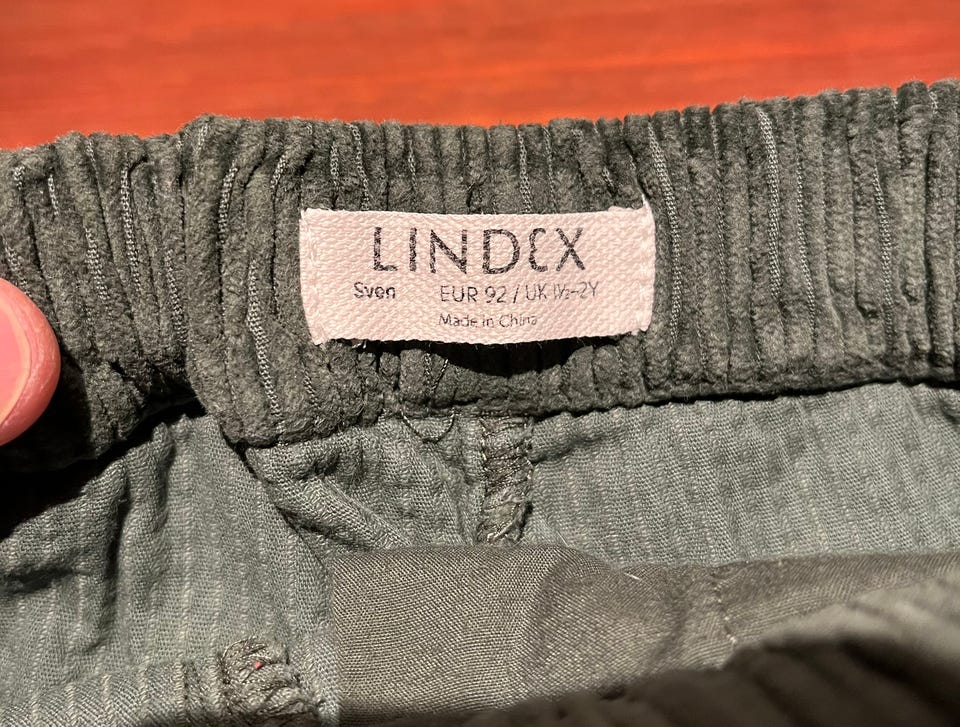 LINDEX
Sven EUR 92 / UK 1½–2Y
Made in China